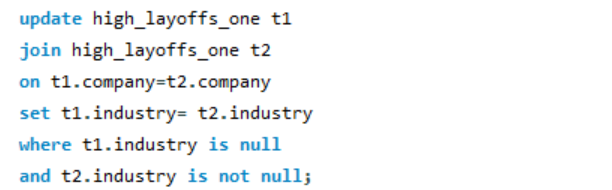 update high_layoffs_one t1
join high_layoffs_one t2
on t1.company=t2.company
set t1.industry= t2.industry
where t1.industry is null
and t2.industry is not null;